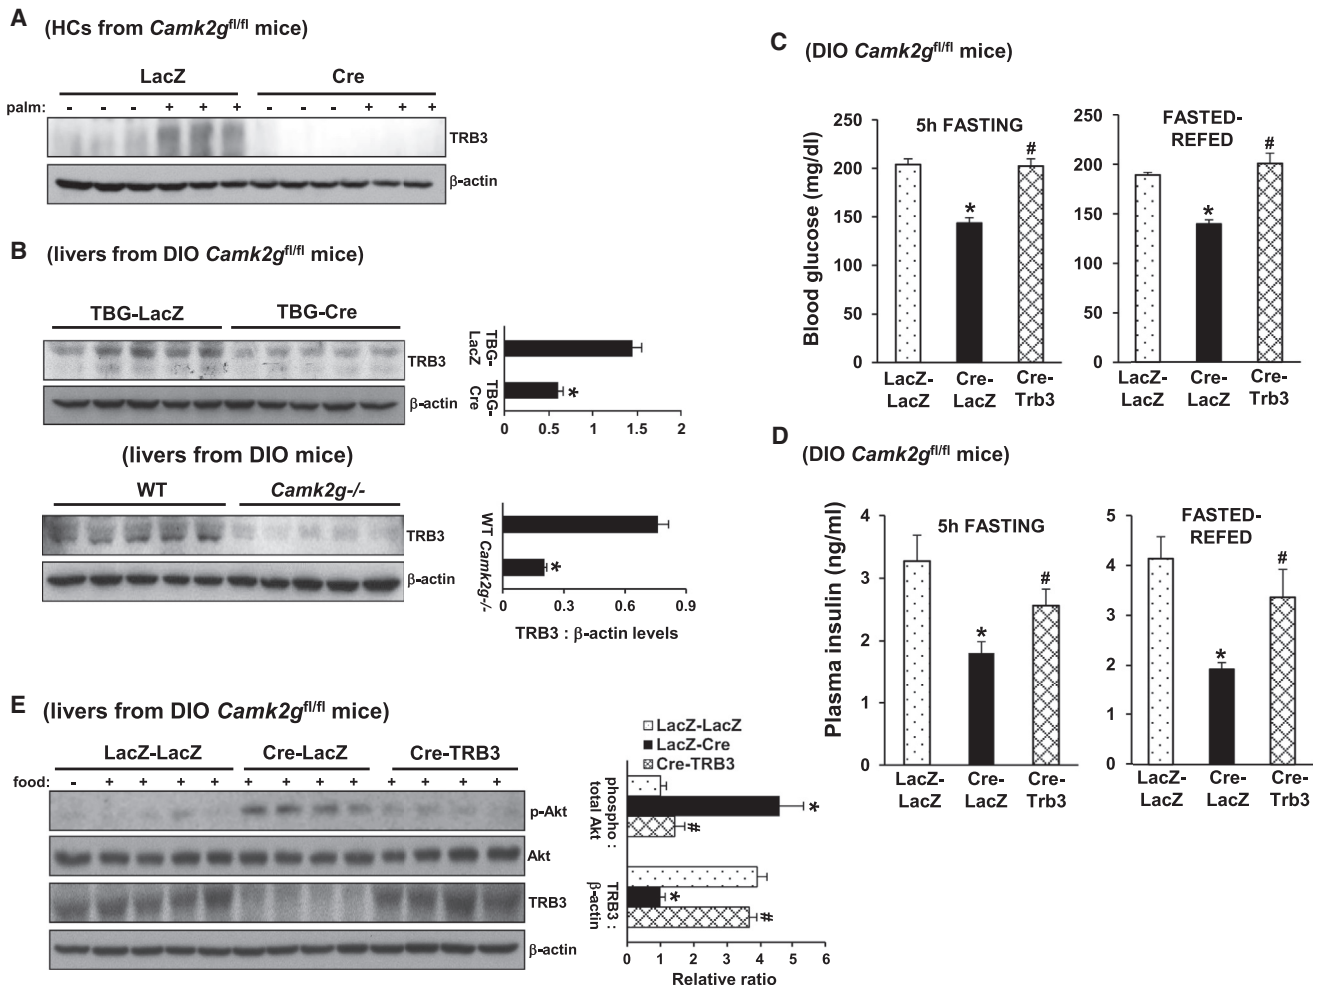 A (HCs from Camk2gfl/fl mice)
LacZ Cre
palm: - - - + + + - - - + + +
TRB3
β-actin
B (livers from DIO Camk2gfl/fl mice)
TBG-LacZ TBG-Cre
TRB3
β-actin
TBG-
LacZ
TBG-
Cre
*
0 0.5 1 1.5 2
(livers from DIO mice)
WT Camk2g-/-
TRB3
β-actin
WT Camk2g-/-
*
0 0.3 0.6 0.9
TRB3 : β-actin levels
C (DIO Camk2gfl/fl mice)
Blood glucose (mg/dl)
5h FASTING
250
200
150
100
50
0
* #
LacZ-
LacZ
Cre-
LacZ
Cre-
Trb3
FASTED-
REFED
250
200
150
100
50
0
* #
LacZ-
LacZ
Cre-
LacZ
Cre-
Trb3
D (DIO Camk2gfl/fl mice)
Plasma insulin (ng/ml)
5h FASTING
4
3
2
1
0
* #
LacZ-
LacZ
Cre-
LacZ
Cre-
Trb3
FASTED-
REFED
5
4
3
2
1
0
* #
LacZ-
LacZ
Cre-
LacZ
Cre-
Trb3
E (livers from DIO Camk2gfl/fl mice)
LacZ-LacZ Cre-LacZ Cre-TRB3
food: - + + + + + + + + + + + +
p-Akt
Akt
TRB3
β-actin
LacZ-LacZ
LacZ-Cre
Cre-TRB3
phospho :
total Akt
*
#
TRB3 :
β-actin
*
#
0 1 2 3 4 5 6
Relative ratio